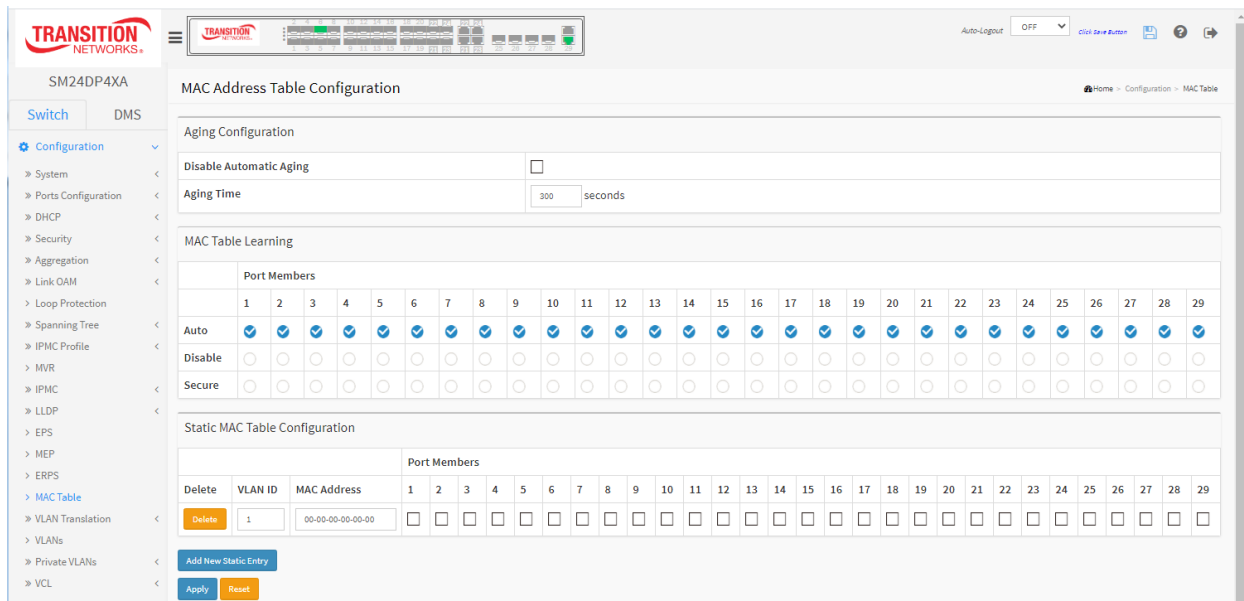 TRANSITION
NETWORKS®
TRANSITION
NETWORKS®
Auto-Logout OFF Click Save Button
SM24DP4XA
Switch DMS
MAC Address Table Configuration
Home > Configuration > MAC Table
Configuration
» System
» Ports Configuration
» DHCP
» Security
» Aggregation
» Link OAM
> Loop Protection
» Spanning Tree
» IPMC Profile
> MVR
» IPMC
» LLDP
> EPS
> MEP
> ERPS
> MAC Table
» VLAN Translation
> VLANs
» Private VLANs
» VCL
Aging Configuration
Disable Automatic Aging
Aging Time 300 seconds
MAC Table Learning
Port Members
1 2 3 4 5 6 7 8 9 10 11 12 13 14 15 16 17 18 19 20 21 22 23 24 25 26 27 28 29
Auto
Disable
Secure
Static MAC Table Configuration
Port Members
Delete VLAN ID MAC Address 1 2 3 4 5 6 7 8 9 10 11 12 13 14 15 16 17 18 19 20 21 22 23 24 25 26 27 28 29
Delete 1 00-00-00-00-00-00
Add New Static Entry
Apply Reset